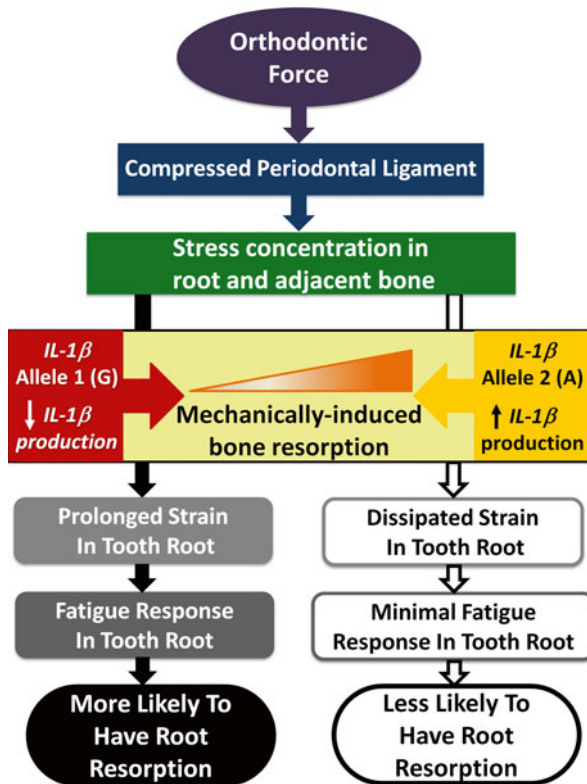 Orthodontic
Force
Compressed Periodontal Ligament
Stress concentration in
root and adjacent bone
IL-1β
Allele 1 (G)
↓ IL-1β
production
Mechanically-induced
bone resorption
IL-1β
Allele 2 (A)
↑ IL-1β
production
Prolonged Strain
In Tooth Root
Dissipated Strain
In Tooth Root
Fatigue Response
In Tooth Root
Minimal Fatigue
Response In Tooth Root
More Likely To
Have Root
Resorption
Less Likely To
Have Root
Resorption